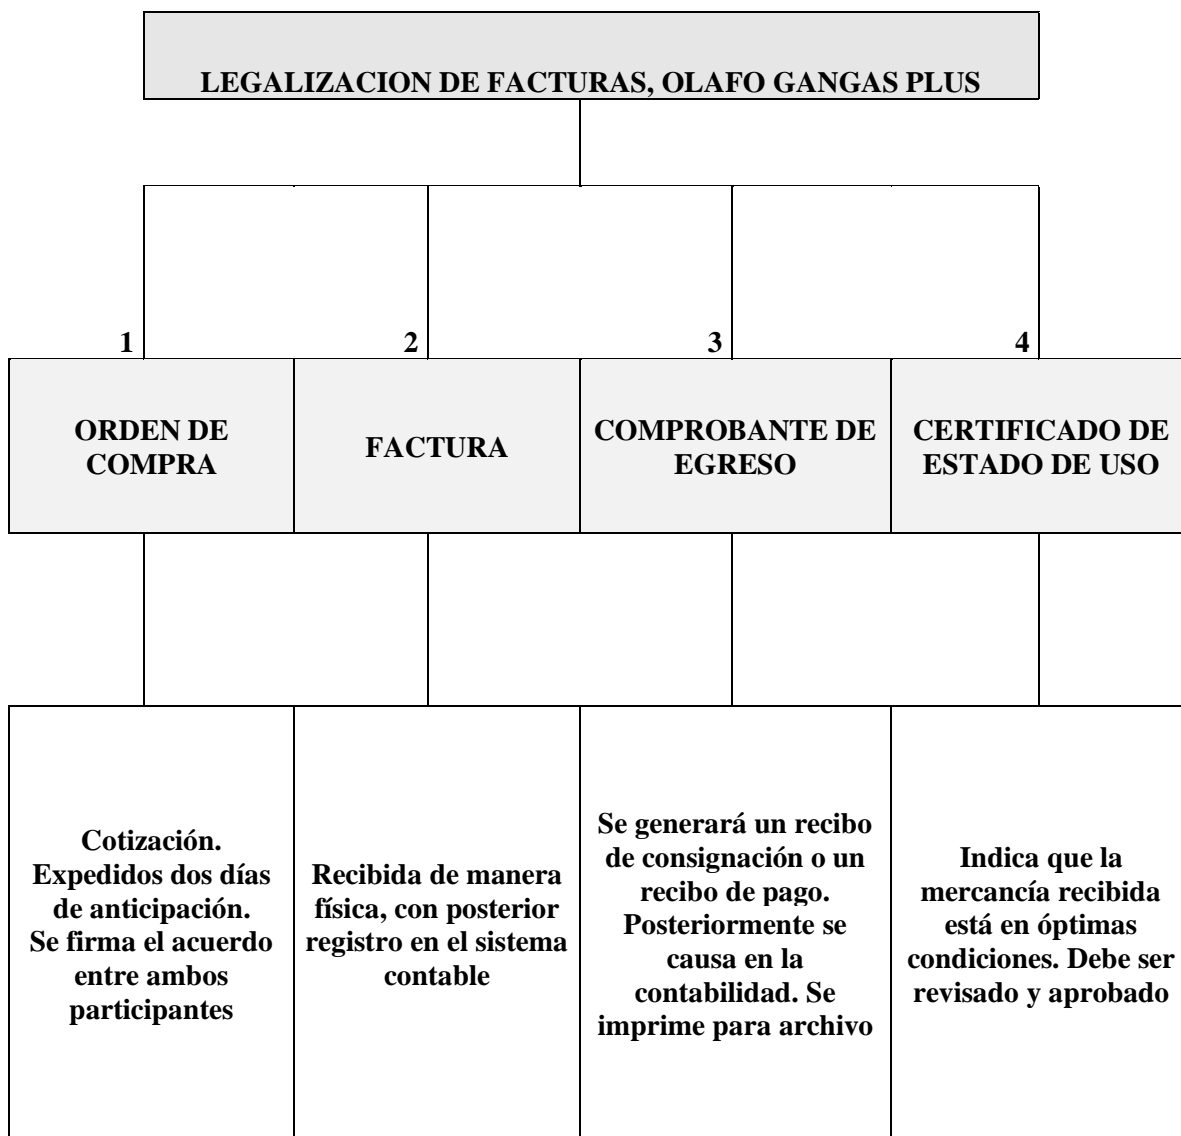 LEGALIZACION DE FACTURAS, OLAFO GANGAS PLUS
1
2
3
4
ORDEN DE
COMPRA
FACTURA
COMPROBANTE DE
EGRESO
CERTIFICADO DE
ESTADO DE USO
Cotización.
Expedidos dos días
de anticipación.
Se firma el acuerdo
entre ambos
participantes
Recibida de manera
física, con posterior
registro en el sistema
contable
Se generará un recibo
de consignación o un
recibo de pago.
Posteriormente se
causa en la
contabilidad. Se
imprime para archivo
Indica que la
mercancía recibida
está en óptimas
condiciones. Debe ser
revisado y aprobado